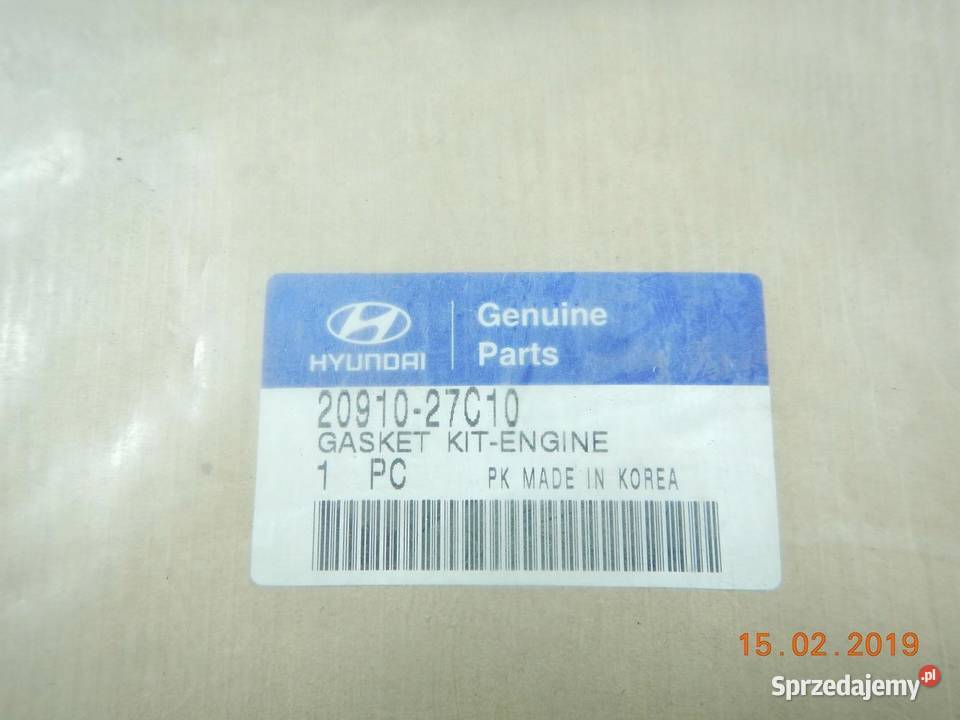 HYUNDAI
Genuine
Parts
20910-27C10
GASKET KIT-ENGINE
1 PC PK MADE IN KOREA
15.02.2019
Sprzedajemy.pl